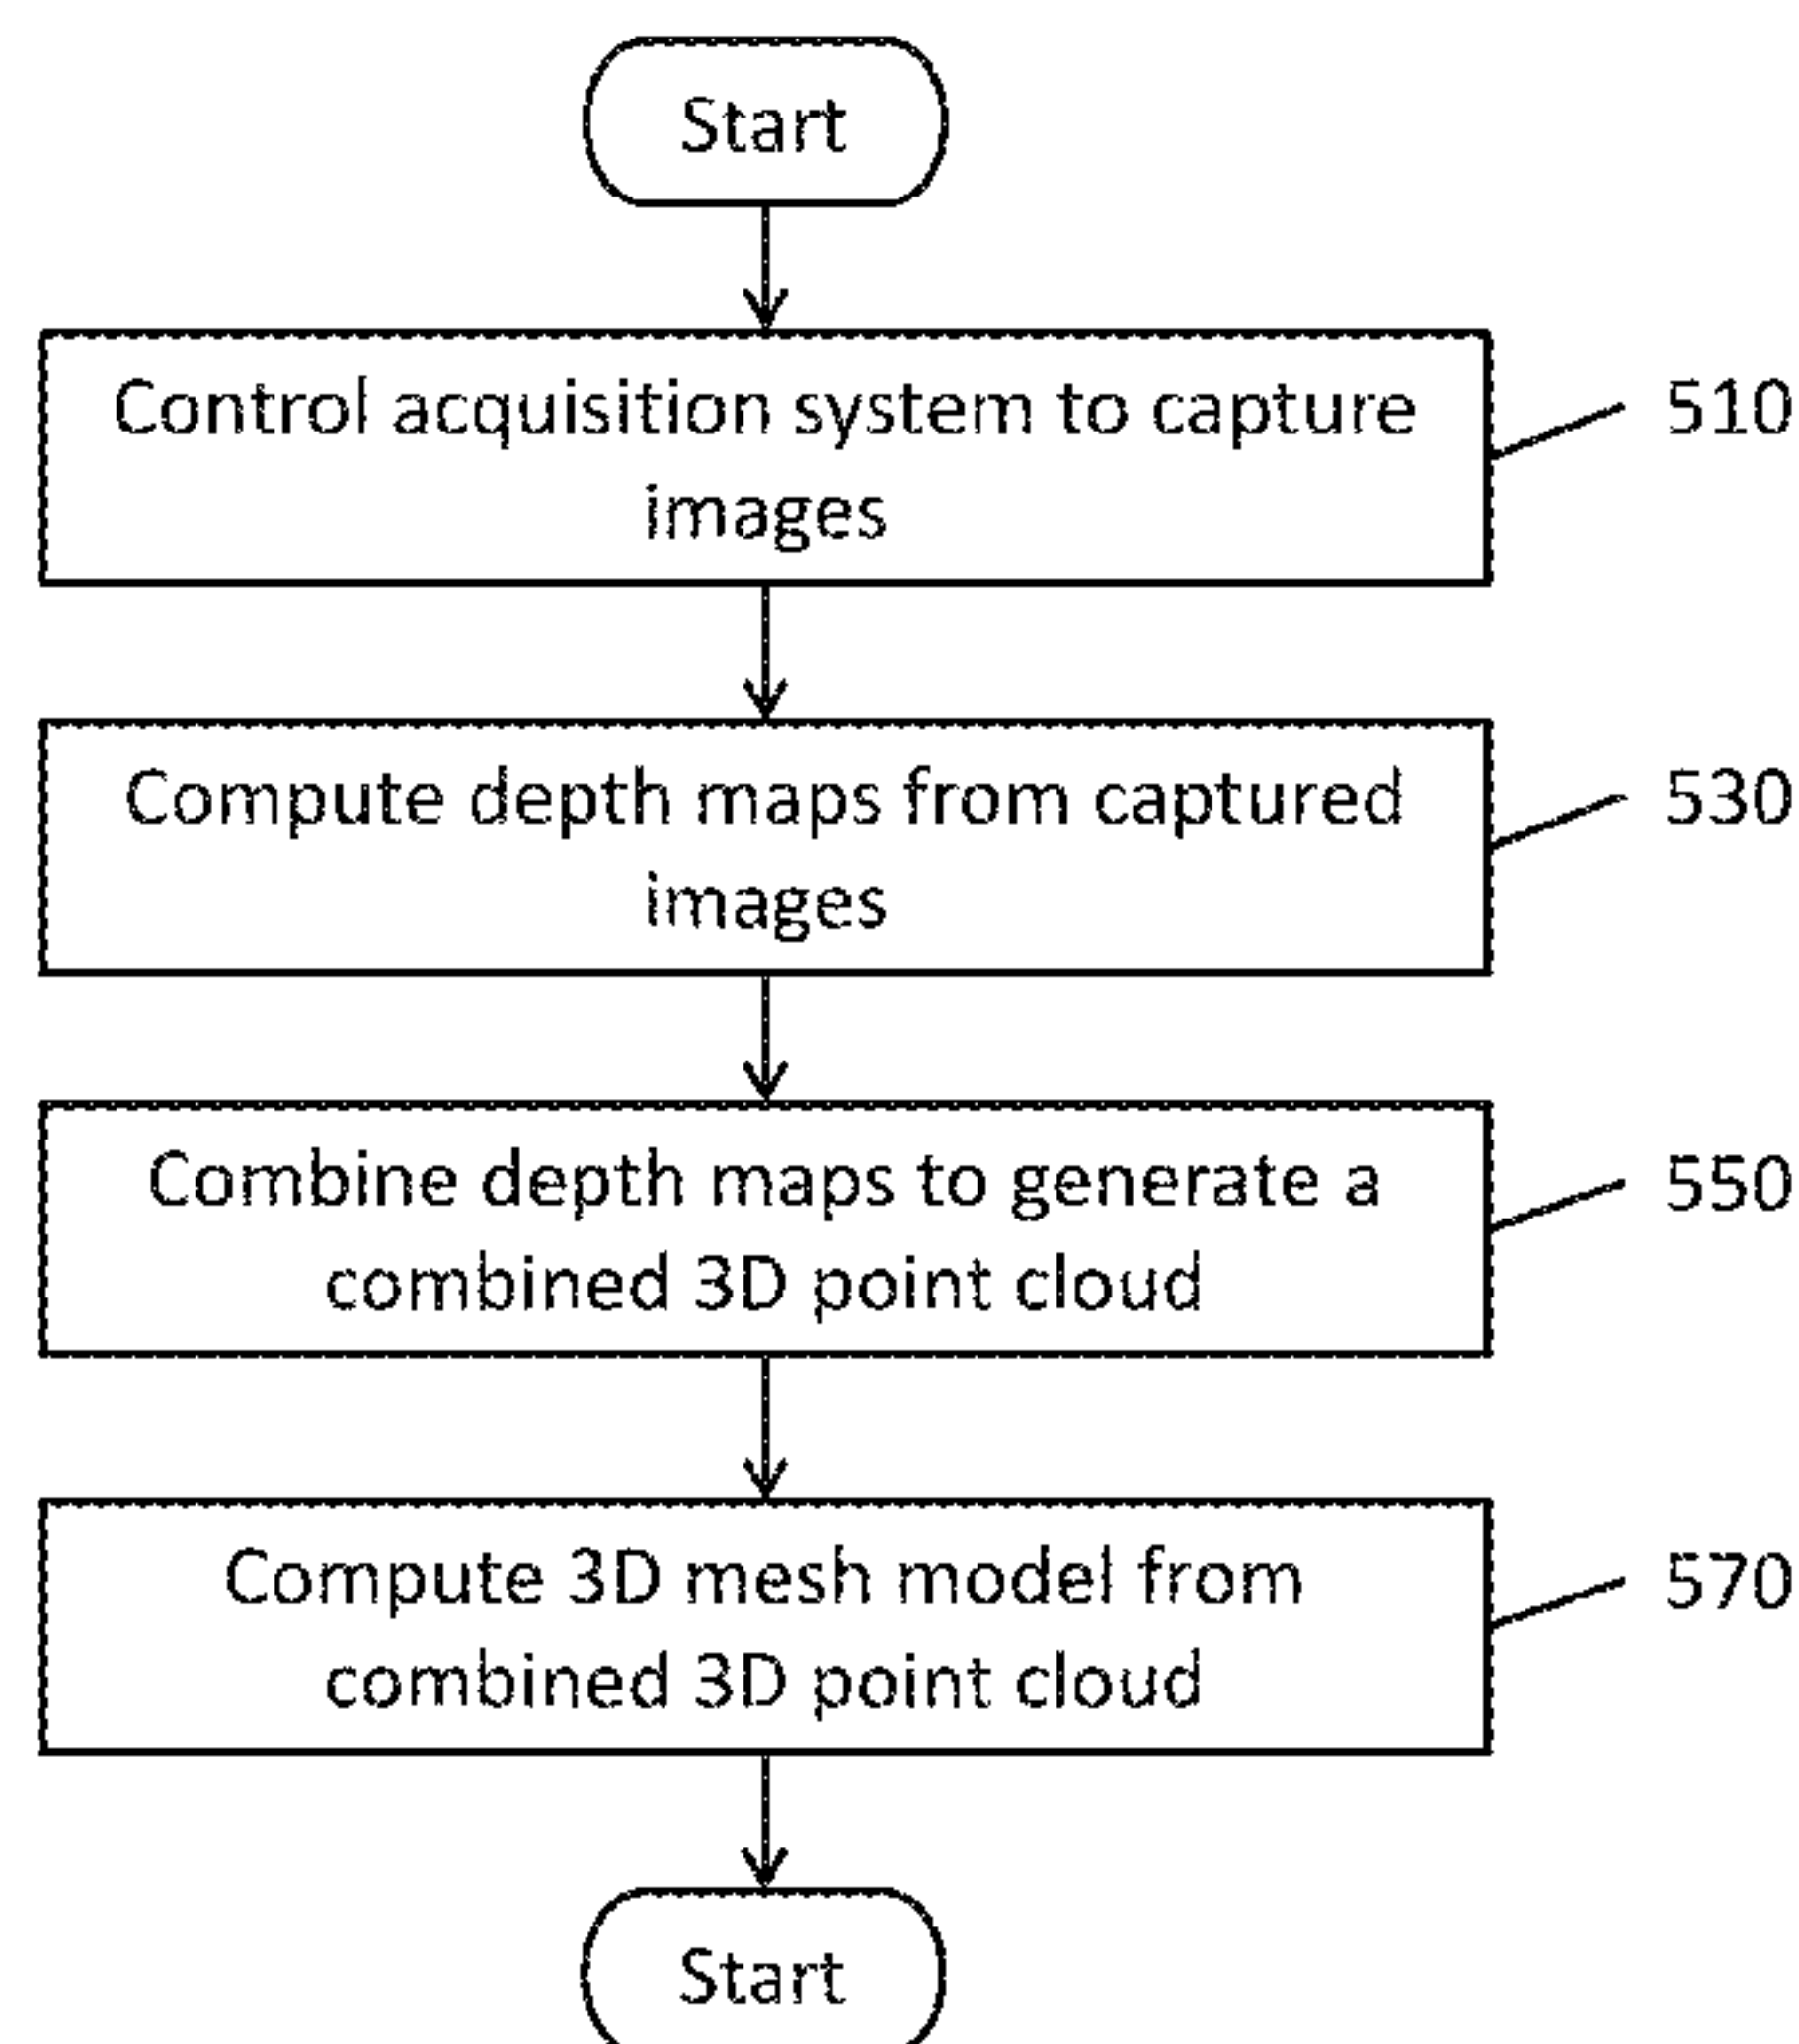 Start
Control acquisition system to capture
images
510
Compute depth maps from captured
images
530
Combine depth maps to generate a
combined 3D point cloud
550
Compute 3D mesh model from
combined 3D point cloud
570
Start